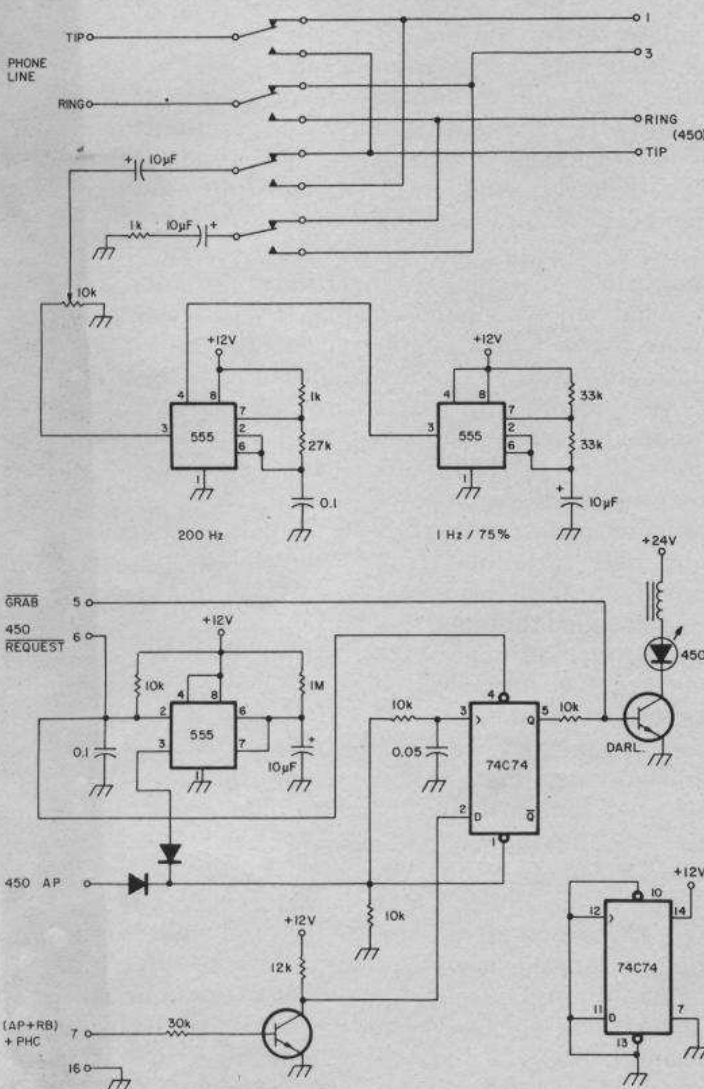 1
TIP
PHONE
LINE
3
RING
RING
(450)
+ 10µF
TIP
1k 10µF +
10k
+12V +12V
4 8 1k 4 8 33k
7 7
3 555 2 27k 3 555 2 33k
6 6
1 0.1 1 + 10µF
200 Hz 1 Hz / 75%
+24V
GRAB 5
450
REQUEST 6
+12V
450
10k 4 8 1M 10k 4 10k
2 555 6 3 Q 5
0.1 3 7 + 0.05 74C74 DARL.
1 10µF 2 D Q
1
450 AP
+12V 10k 10 +12V
12 14
12k 74C74
(AP+RB)
+ PHC 7 30k 11 D 7
16 13